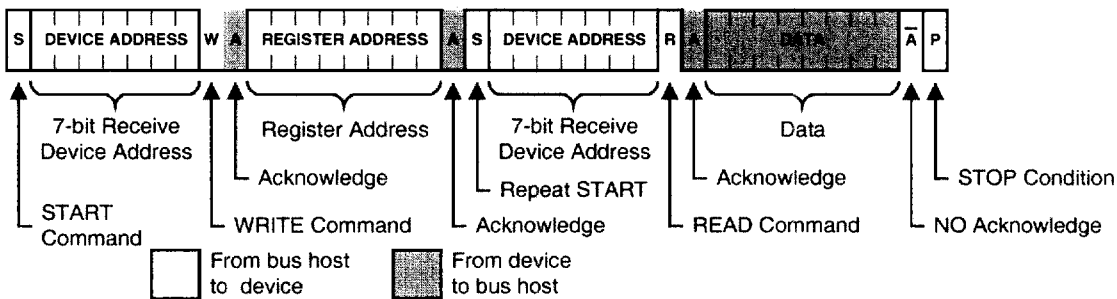 S DEVICE ADDRESS W A REGISTER ADDRESS A S DEVICE ADDRESS R A DATA A̅ P
7-bit Receive
Device Address
Register Address
7-bit Receive
Device Address
Data
Acknowledge
Repeat START
Acknowledge
STOP Condition
START
Command
WRITE Command
Acknowledge
READ Command
NO Acknowledge
From bus host
to device
From device
to bus host